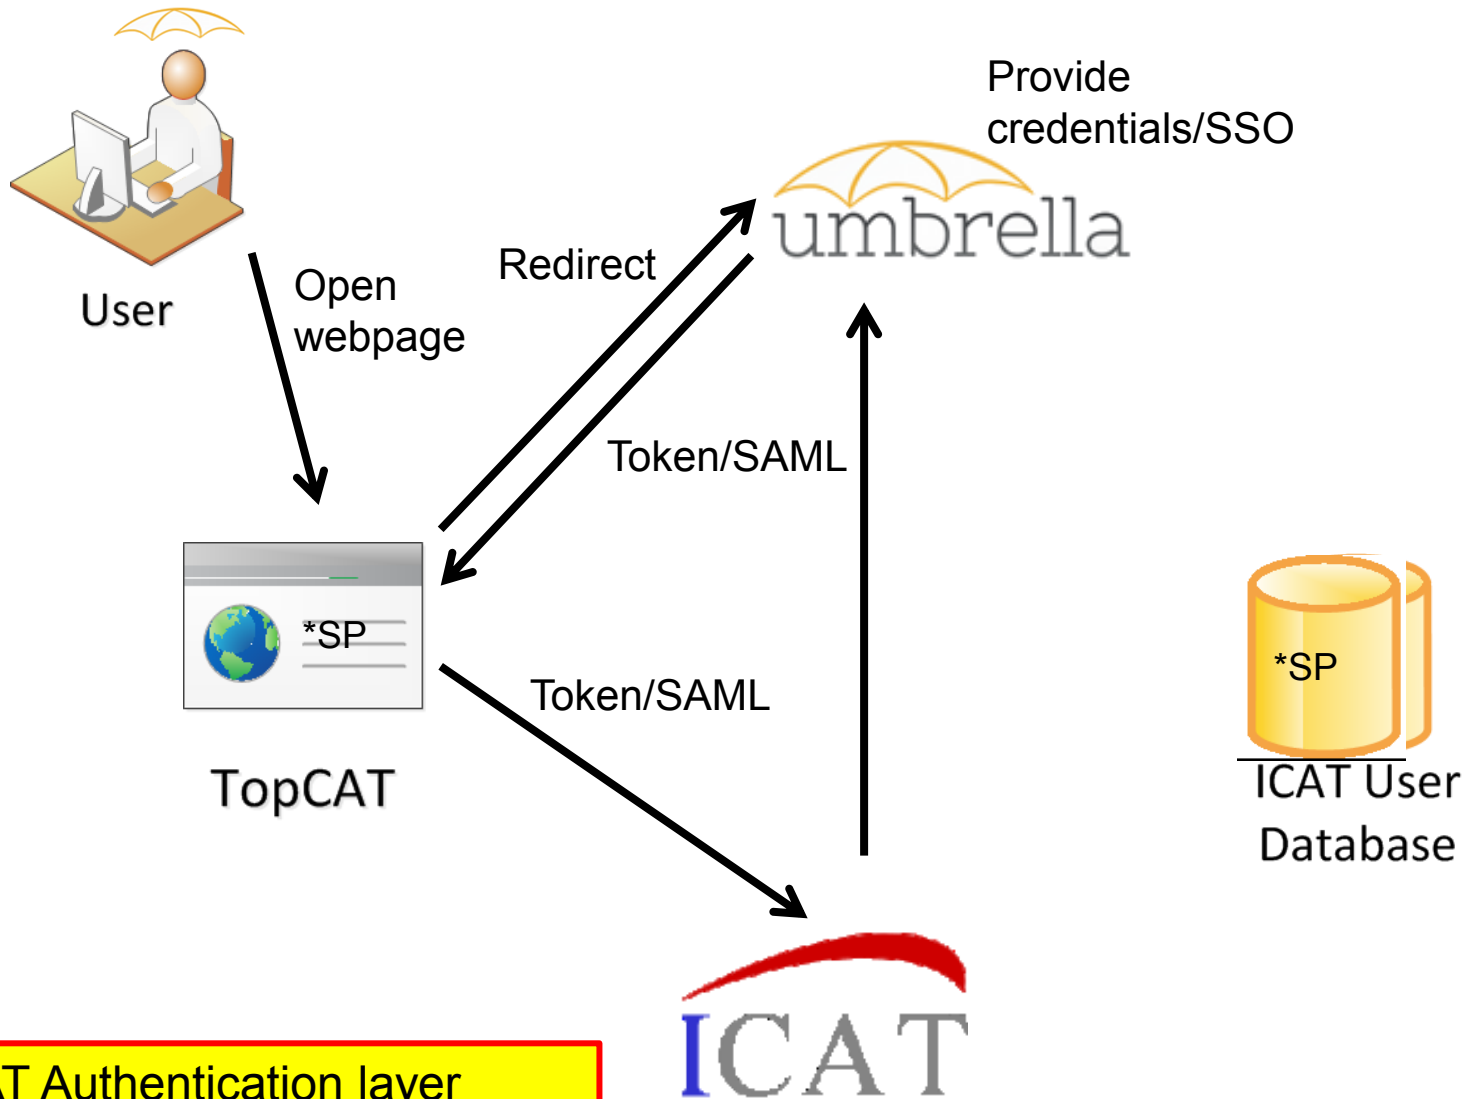 Provide
credentials/SSO
umbrella
Redirect
Open
webpage
User
Token/SAML
*SP
*SP
Token/SAML
TopCAT
ICAT User
Database
ICAT
AT Authentication layer